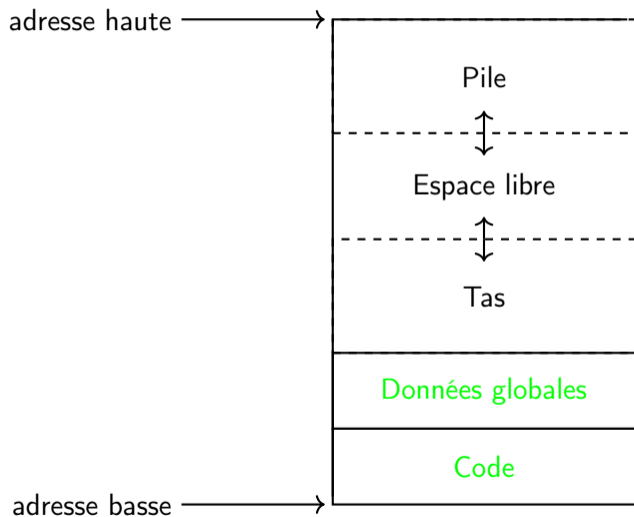 adresse haute
Pile
Espace libre
Tas
Données globales
Code
adresse basse